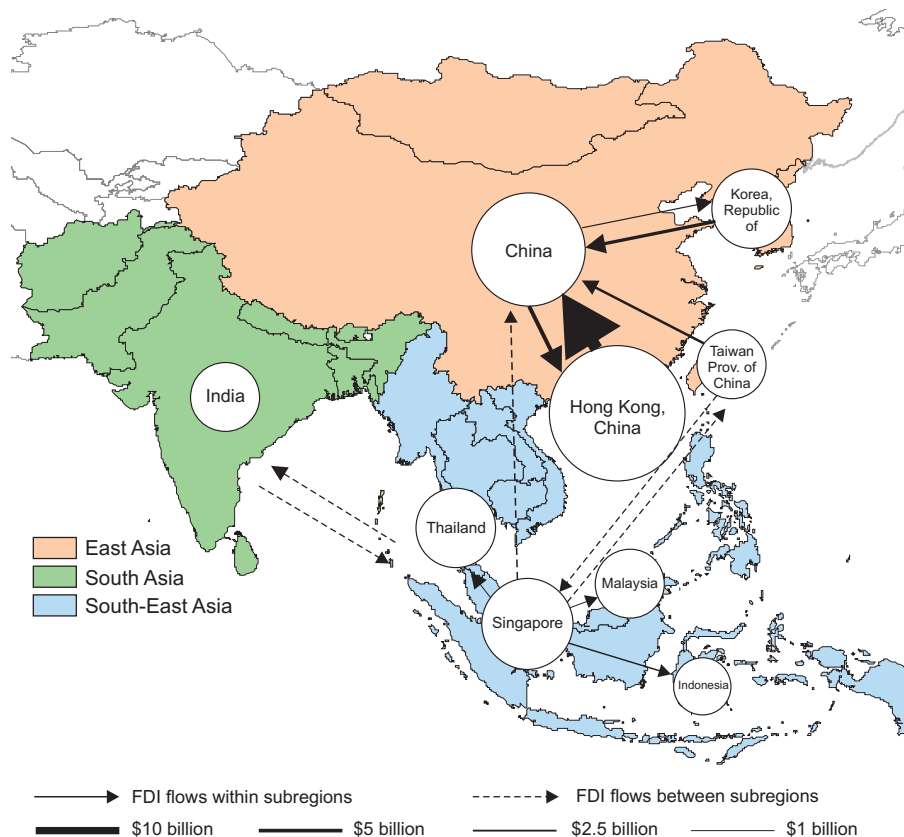 Korea,
Republic
of
China
Taiwan
Prov. of
China
India
Hong Kong,
China
Thailand
East Asia
South Asia
South-East Asia
Malaysia
Singapore
Indonesia
FDI flows within subregions
FDI flows between subregions
$10 billion
$5 billion
$2.5 billion
$1 billion